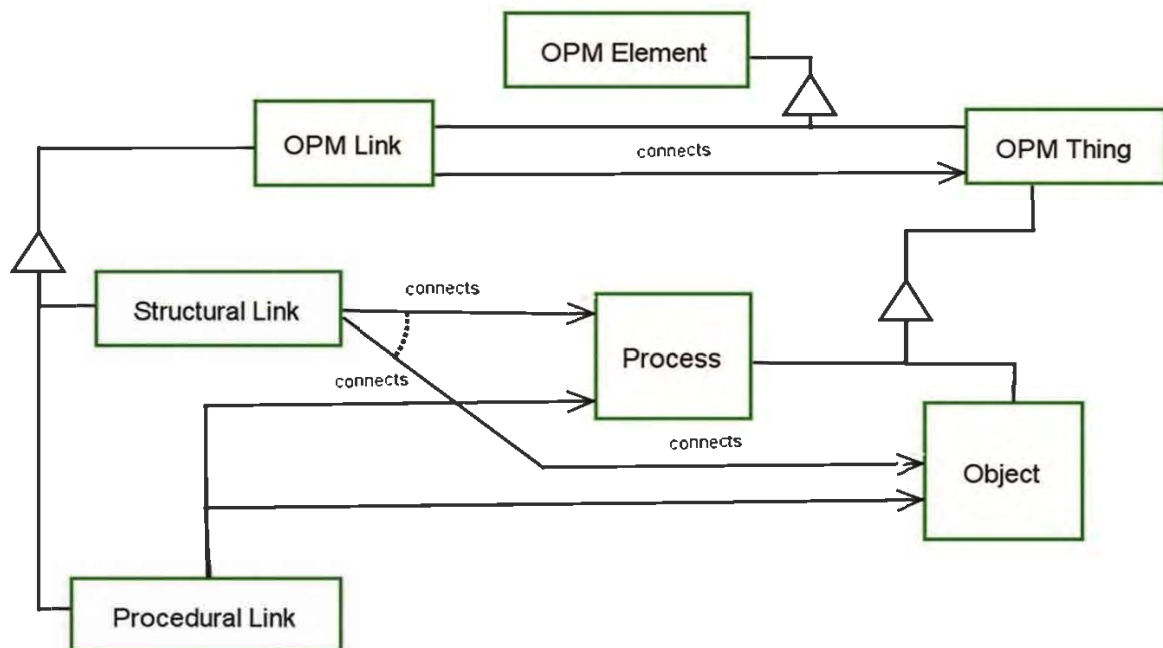 OPM Element
OPM Link
connects
OPM Thing
Structural Link
connects
Process
connects
connects
Object
Procedural Link